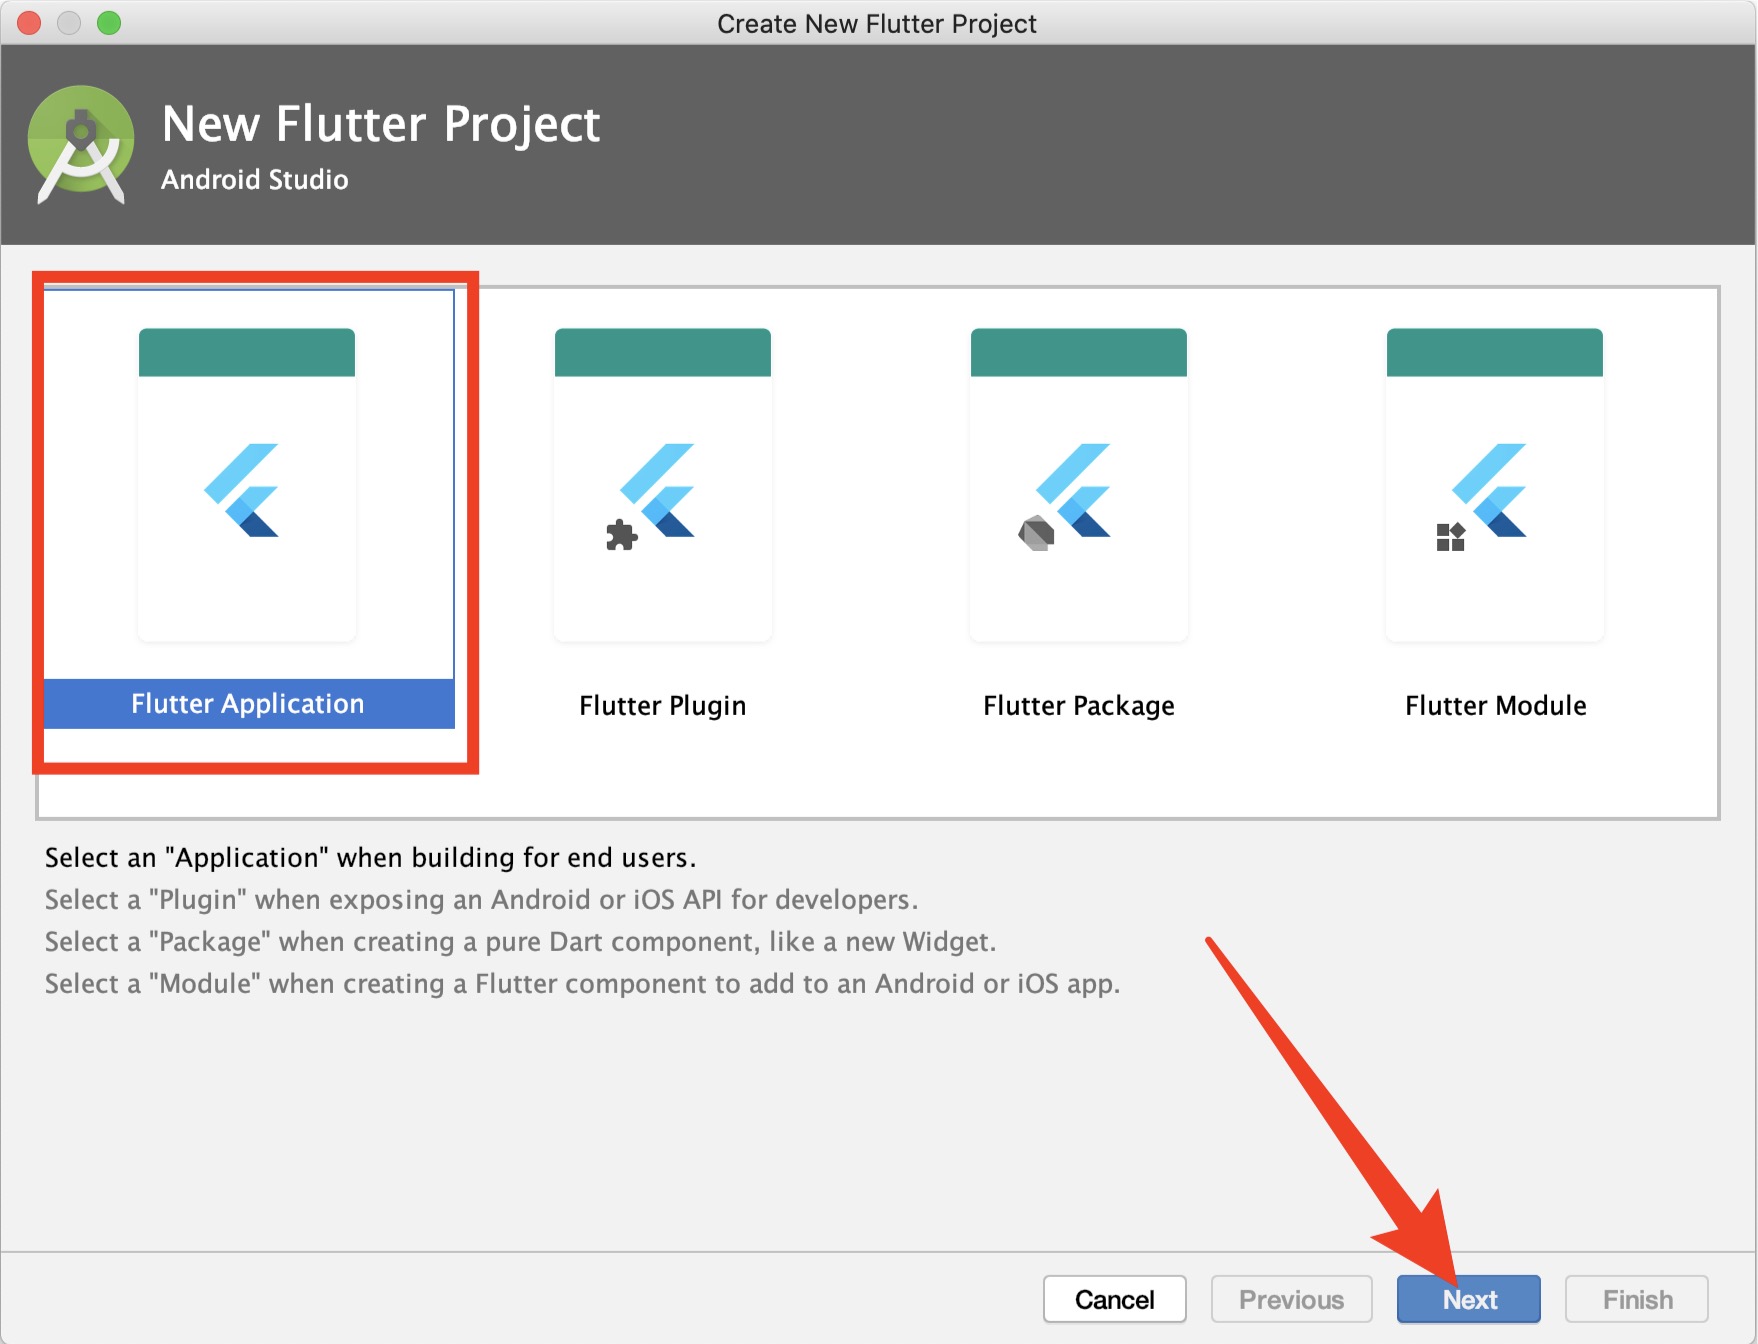 Create New Flutter Project
New Flutter Project
Android Studio
Flutter Application
Flutter Plugin
Flutter Package
Flutter Module
Select an "Application" when building for end users.
Select a "Plugin" when exposing an Android or iOS API for developers.
Select a "Package" when creating a pure Dart component, like a new Widget.
Select a "Module" when creating a Flutter component to add to an Android or iOS app.
Cancel
Previous
Next
Finish